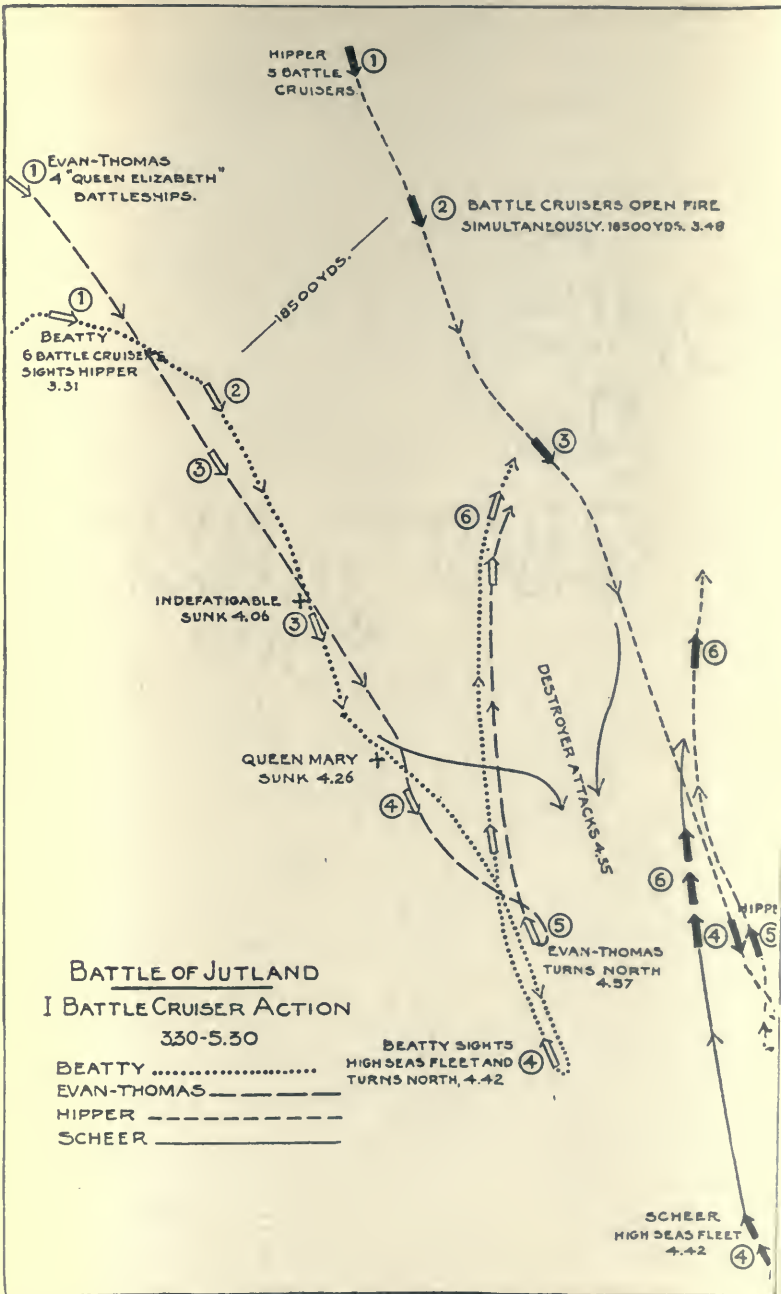 HIPPER ①
5 BATTLE
CRUISERS.
① EVAN-THOMAS
4 "QUEEN ELIZABETH"
BATTLESHIPS.
② BATTLE CRUISERS OPEN FIRE
SIMULTANEOUSLY. 18500 YDS. 3.48
18500 YDS.
①
BEATTY
6 BATTLE CRUISERS
SIGHTS HIPPER
3.31
②
③
③
⑥
INDEFATIGABLE
SUNK 4.06
③
⑥
DESTROYER ATTACKS 4.35
QUEEN MARY
SUNK 4.26
④
⑥
HIPPE
④
⑤
⑤
EVAN-THOMAS
TURNS NORTH
4.57
BATTLE OF JUTLAND
I BATTLE CRUISER ACTION
3.30-5.30
BEATTY
EVAN-THOMAS
HIPPER
SCHEER
BEATTY SIGHTS
HIGH SEAS FLEET AND ④
TURNS NORTH, 4.42
SCHEER
HIGH SEAS FLEET
4.42 ④